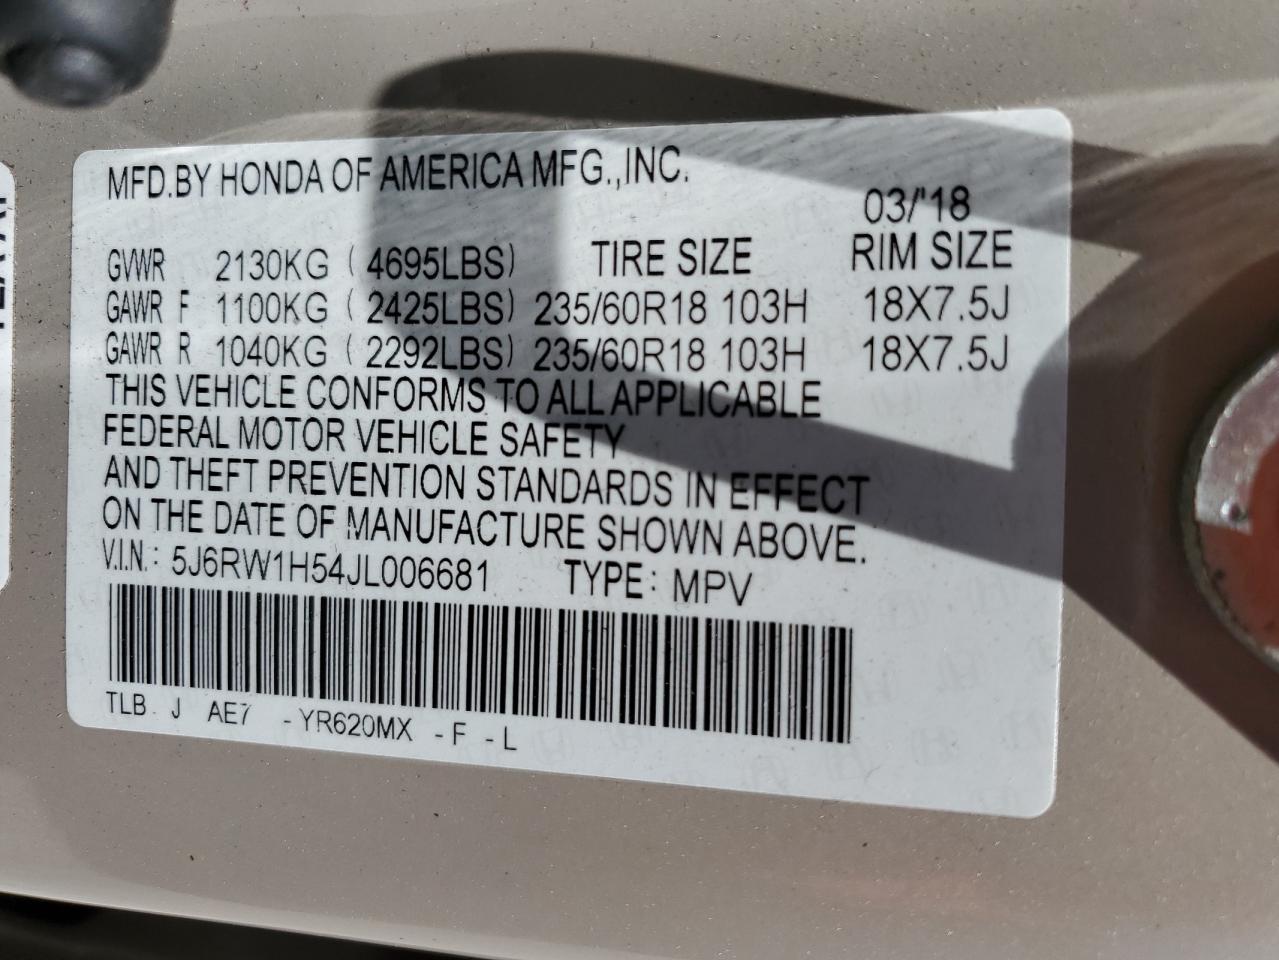 MFD.BY HONDA OF AMERICA MFG.,INC.
03/'18
GVWR 2130KG (4695LBS) TIRE SIZE RIM SIZE
GAWR F 1100KG (2425LBS) 235/60R18 103H 18X7.5J
GAWR R 1040KG (2292LBS) 235/60R18 103H 18X7.5J
THIS VEHICLE CONFORMS TO ALL APPLICABLE
FEDERAL MOTOR VEHICLE SAFETY
AND THEFT PREVENTION STANDARDS IN EFFECT
ON THE DATE OF MANUFACTURE SHOWN ABOVE.
V.I.N.: 5J6RW1H54JL006681 TYPE: MPV
TLB J AE7 -YR620MX -F -L